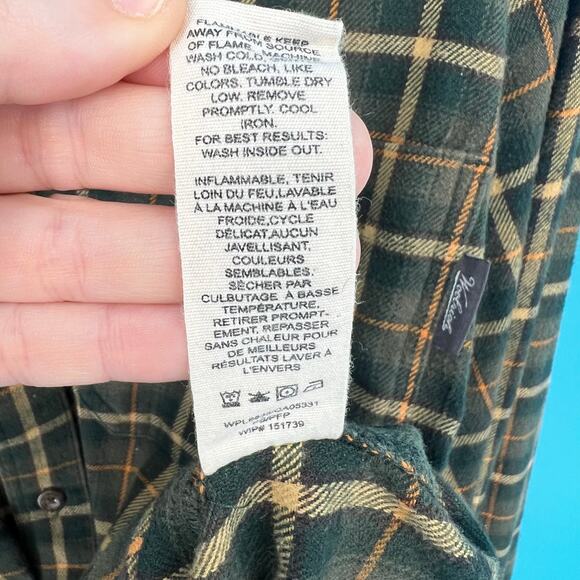 FLAMMABLE KEEP
AWAY FROM
OF FLAME SOURCE
WASH COLD, MACHINE
NO BLEACH, LIKE
COLORS, TUMBLE DRY
LOW. REMOVE
PROMPTLY. COOL
IRON.
FOR BEST RESULTS:
WASH INSIDE OUT.
INFLAMMABLE, TENIR
LOIN DU FEU,LAVABLE
À LA MACHINE À L'EAU
FROIDE,CYCLE
DÉLICAT,AUCUN
JAVELLISANT,
COULEURS
SEMBLABLES.
SÉCHER PAR
CULBUTAGE À BASSE
TEMPÉRATURE,
RETIRER PROMPT-
EMENT, REPASSER
SANS CHALEUR POUR
DE MEILLEURS
RÉSULTATS LAVER À
L'ENVERS
WIP# 151739
Woolrich